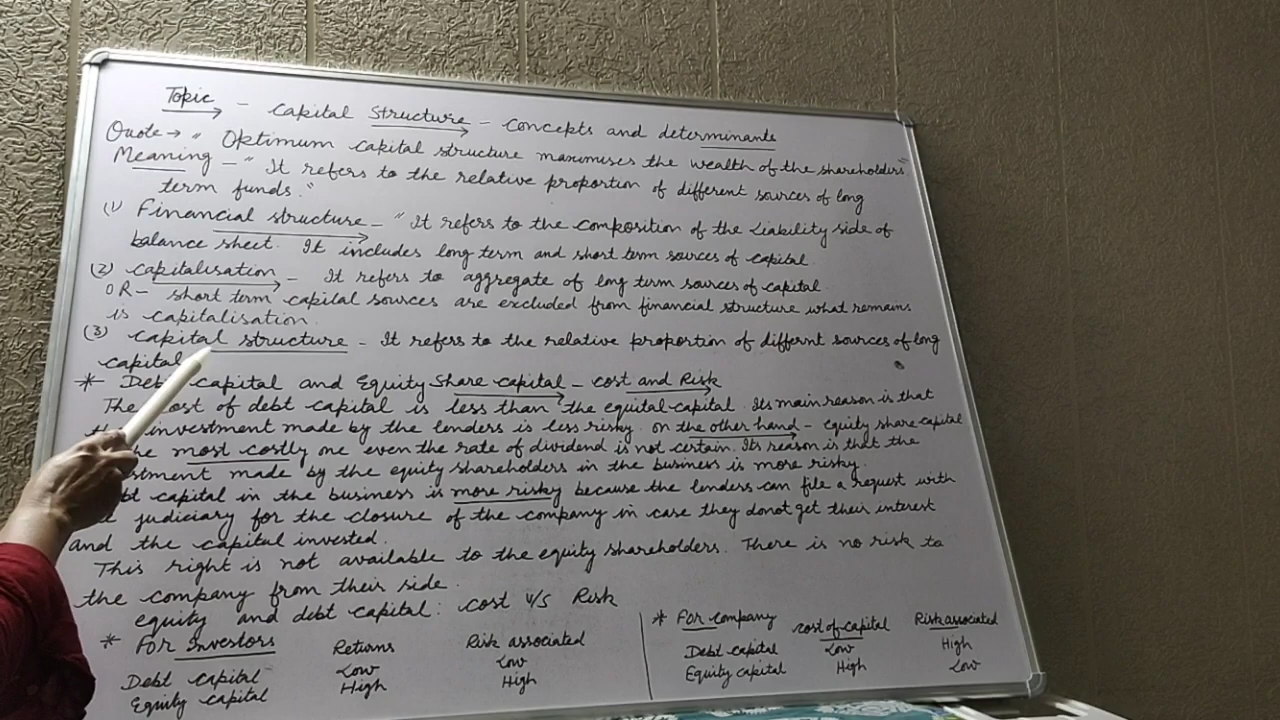 Topic - Capital Structure - Concepts and determinants
Quote → " Optimum capital structure maximises the wealth of the shareholders"
Meaning - " It refers to the relative proportion of different sources of long
term funds."
(1) Financial structure - " It refers to the composition of the Liability side of
balance sheet. It includes long term and short term sources of capital
(2) capitalisation - It refers to aggregate of long term sources of capital
OR - short term capital sources are excluded from financial structure what remains
is capitalisation.
(3) capital structure - It refers to the relative proportion of differnt sources of long
capital
* Debt capital and Equity Share capital - cost and Risk
The cost of debt capital is less than the equital capital. Its main reason is that
investment made by the lenders is less risky. on the other hand - equity share capital
most costly one even the rate of dividend is not certain. Its reason is that the
made by the equity shareholders in the business is more risky.
capital in the business is more risky because the lenders can file a request with
judiciary for the closure of the company in case they donot get their interest
and the capital invested.
This right is not available to the equity shareholders. There is no risk to
the company from their side.
equity and debt capital: cost v/s Risk
* For Investors Returns Risk associated
Debt capital Low Low
Equity capital High High
* For company cost of capital Risk associated
Debt capital Low High
Equity capital High Low